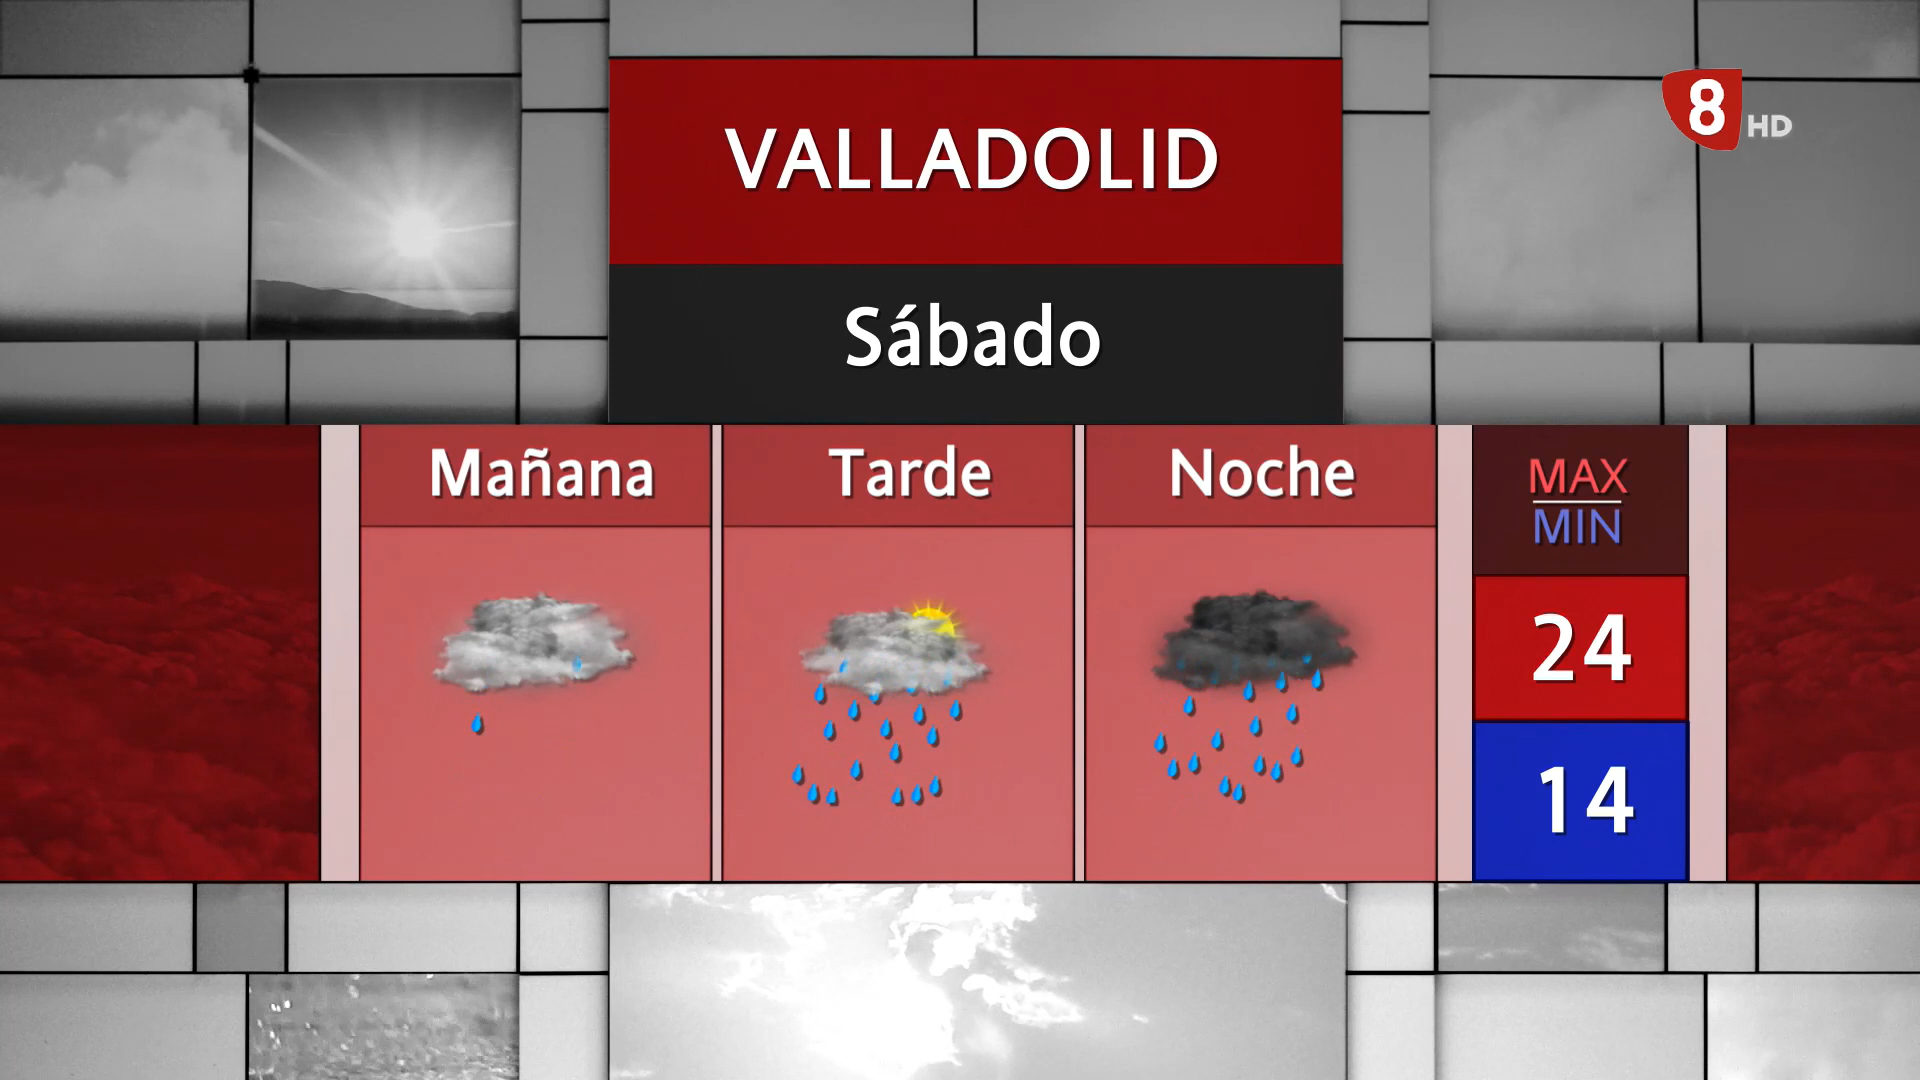 VALLADOLID
8 HD
Sábado
Mañana
Tarde
Noche
MAX
MIN
24
14